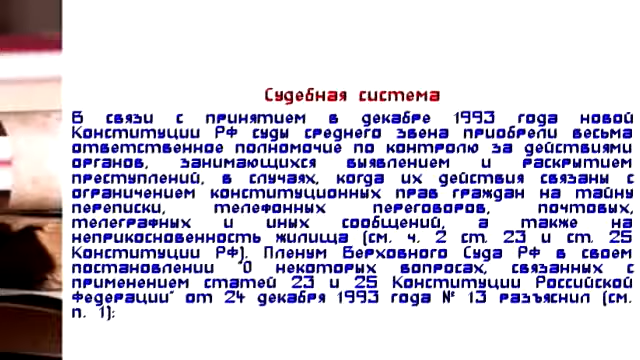 Судебная система
В связи с принятием в декабре 1993 года новой
Конституции РФ суды среднего звена приобрели весьма
ответственное полномочие по контролю за действиями
органов, занимающихся выявлением и раскрытием
преступлений, в случаях, когда их действия связаны с
ограничением конституционных прав граждан на тайну
переписки, телефонных переговоров, почтовых,
телеграфных и иных сообщений, а также на
неприкосновенность жилища (см. ч. 2 ст. 23 и ст. 25
Конституции РФ). Пленум Верховного Суда РФ в своем
постановлении "О некоторых вопросах, связанных с
применением статей 23 и 25 Конституции Российской
Федерации" от 24 декабря 1993 года № 13 разъяснил (см.
п. 1):